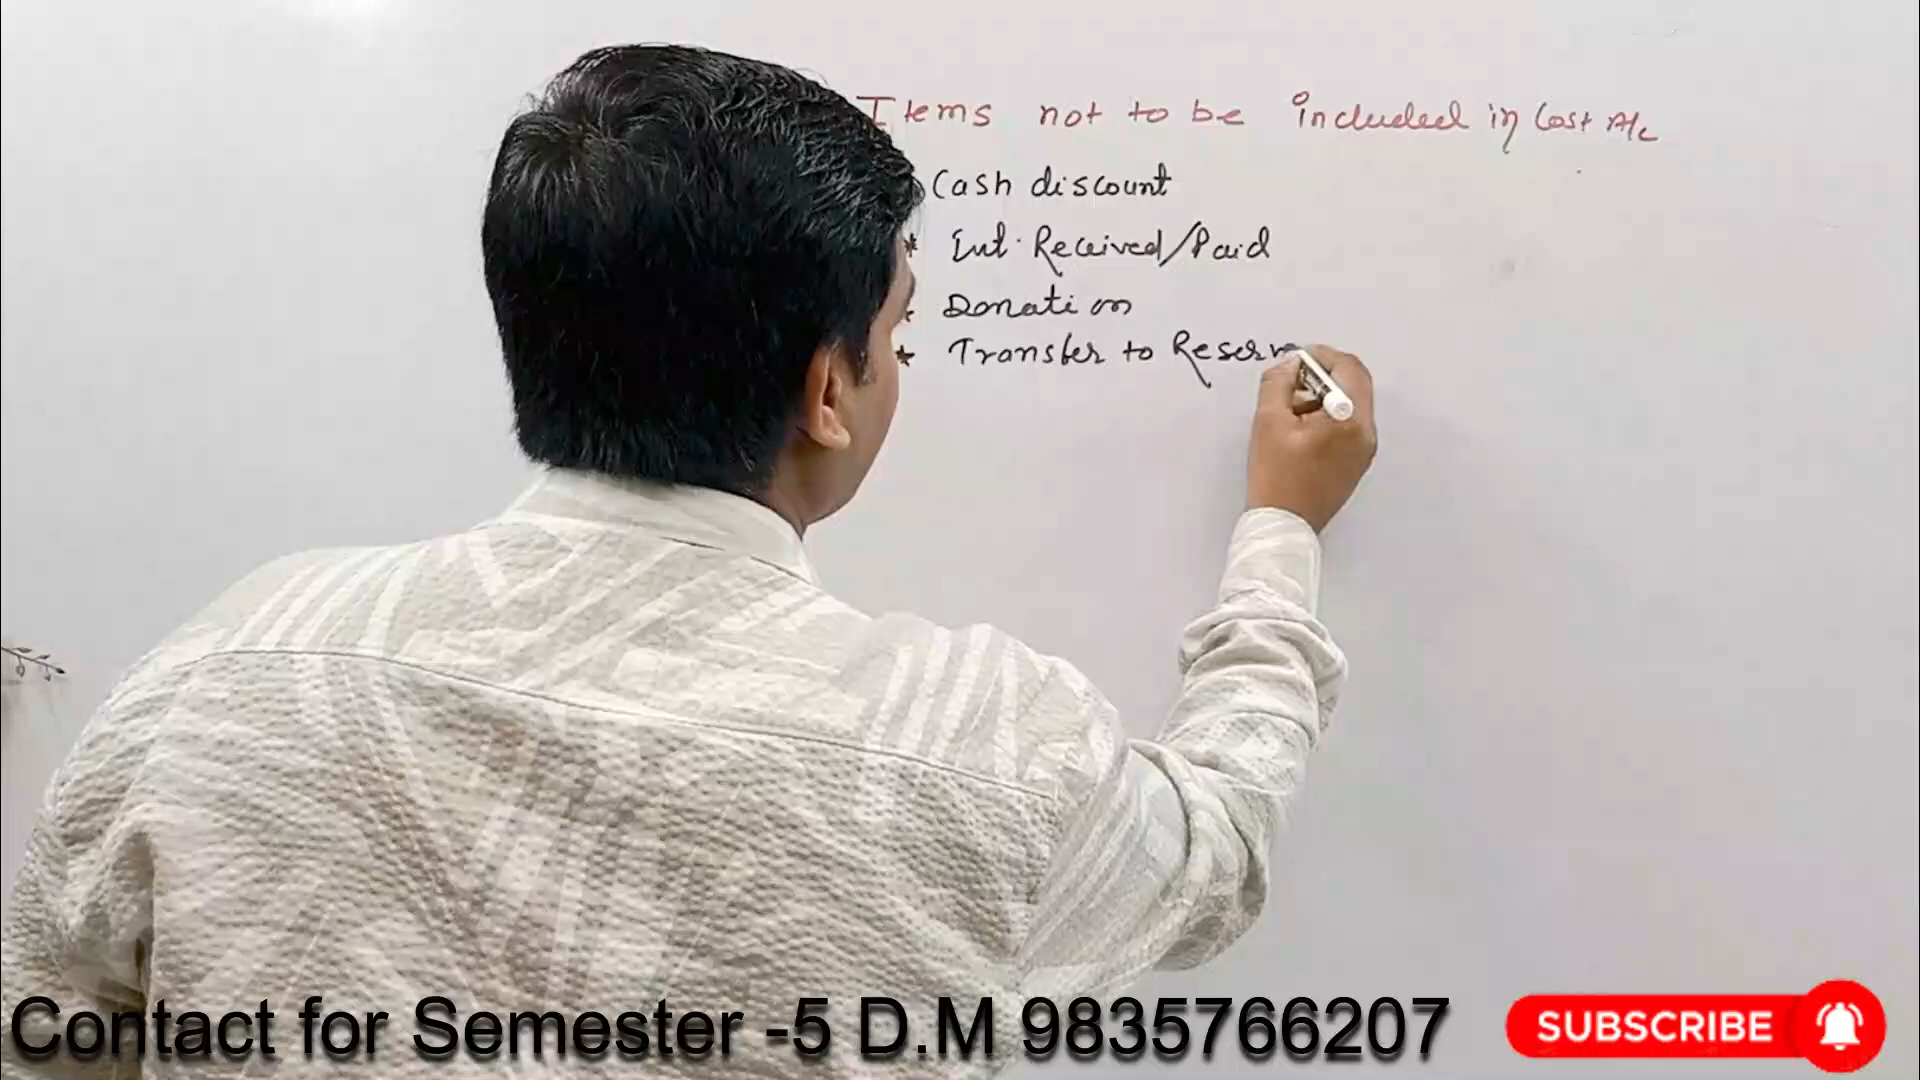 Items not to be included in Cost A/c
Cash discount
* Int. Received/Paid
* Donation
* Transfer to Reserv
Contact for Semester -5 D.M 9835766207
SUBSCRIBE